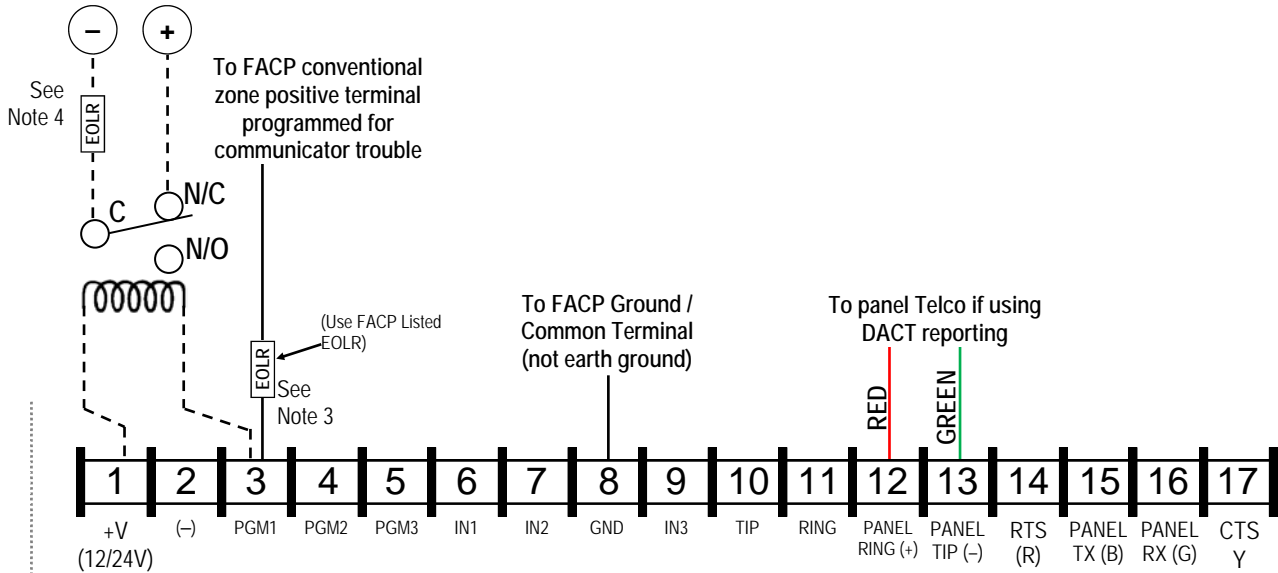 − +
To FACP conventional
zone positive terminal
programmed for
communicator trouble
See
Note 4
EOLR
N/C
C
N/O
(Use FACP Listed
EOLR)
EOLR
See
Note 3
To FACP Ground /
Common Terminal
(not earth ground)
To panel Telco if using
DACT reporting
RED
GREEN
1 2 3 4 5 6 7 8 9 10 11 12 13 14 15 16 17
+V
(12/24V)
(−)
PGM1
PGM2
PGM3
IN1
IN2
GND
IN3
TIP
RING
PANEL
RING (+)
PANEL
TIP (−)
RTS
(R)
PANEL
TX (B)
PANEL
RX (G)
CTS
Y